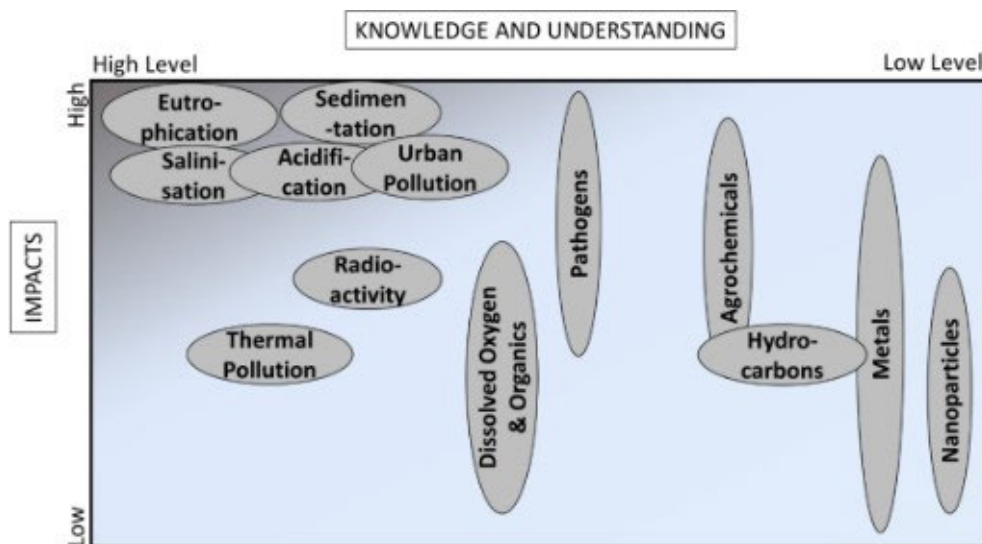 KNOWLEDGE AND UNDERSTANDING
High Level
Low Level
High
IMPACTS
Low
Eutro-
phication
Sedimen
-tation
Salini-
sation
Acidifi-
cation
Urban
Pollution
Pathogens
Agrochemicals
Radio-
activity
Thermal
Pollution
Dissolved Oxygen
& Organics
Hydro-
carbons
Metals
Nanoparticles